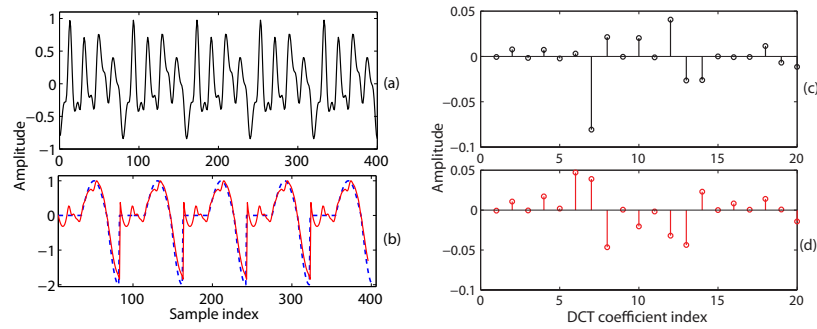 1
0.5
0
−0.5
−1
0 100 200 300 400
(a)
Amplitude
1
0
−1
−2
80 200 300 400
(b)
Sample index
0.05
0
−0.05
−0.1
0 5 10 15 20
(c)
Amplitude
0.05
0
−0.05
−0.1
0 5 10 15 20
(d)
DCT coefficient index